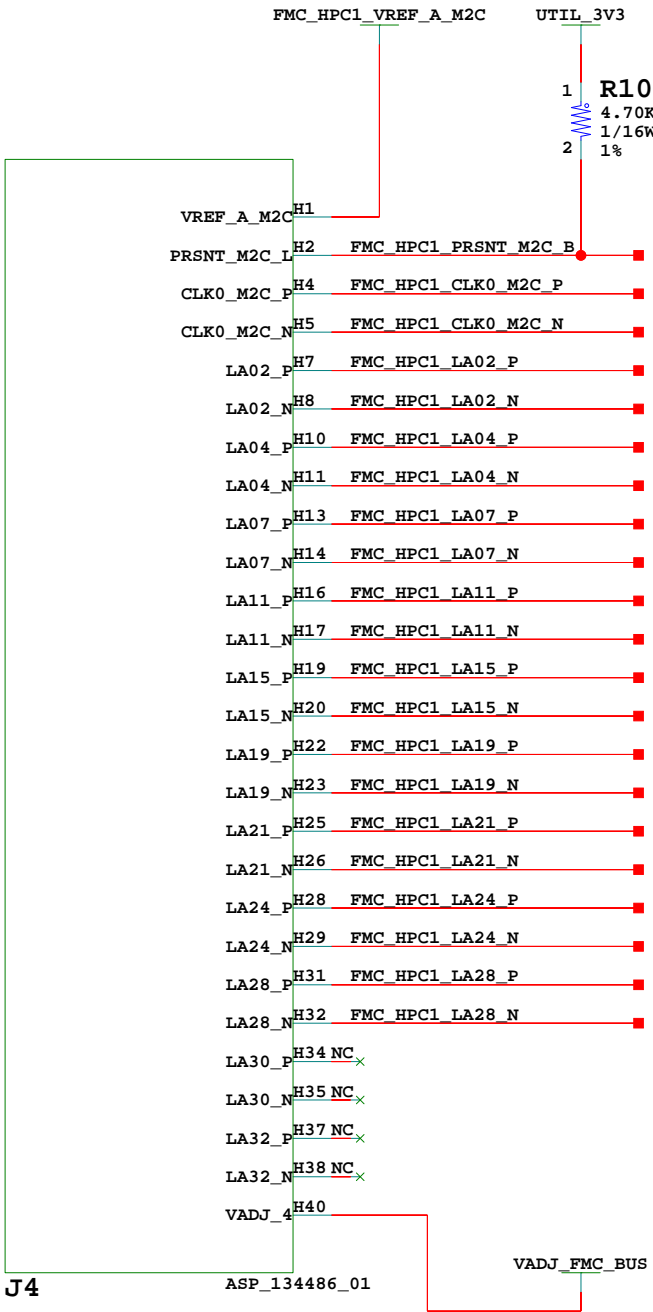 FMC_HPC1_VREF_A_M2C UTIL_3V3
1 R10
4.70K
1/16W
2 1%
VREF_A_M2C H1
PRSNT_M2C_L H2 FMC_HPC1_PRSNT_M2C_B
CLK0_M2C_P H4 FMC_HPC1_CLK0_M2C_P
CLK0_M2C_N H5 FMC_HPC1_CLK0_M2C_N
LA02_P H7 FMC_HPC1_LA02_P
LA02_N H8 FMC_HPC1_LA02_N
LA04_P H10 FMC_HPC1_LA04_P
LA04_N H11 FMC_HPC1_LA04_N
LA07_P H13 FMC_HPC1_LA07_P
LA07_N H14 FMC_HPC1_LA07_N
LA11_P H16 FMC_HPC1_LA11_P
LA11_N H17 FMC_HPC1_LA11_N
LA15_P H19 FMC_HPC1_LA15_P
LA15_N H20 FMC_HPC1_LA15_N
LA19_P H22 FMC_HPC1_LA19_P
LA19_N H23 FMC_HPC1_LA19_N
LA21_P H25 FMC_HPC1_LA21_P
LA21_N H26 FMC_HPC1_LA21_N
LA24_P H28 FMC_HPC1_LA24_P
LA24_N H29 FMC_HPC1_LA24_N
LA28_P H31 FMC_HPC1_LA28_P
LA28_N H32 FMC_HPC1_LA28_N
LA30_P H34 NC
LA30_N H35 NC
LA32_P H37 NC
LA32_N H38 NC
VADJ_4 H40
VADJ_FMC_BUS
J4 ASP_134486_01